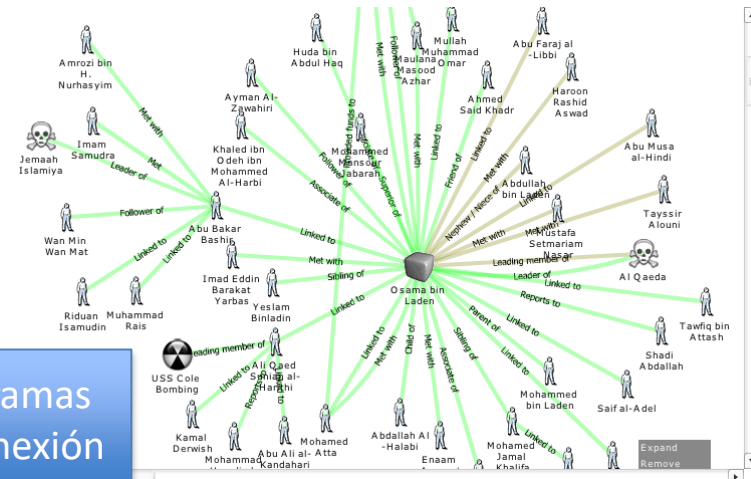 Amrozi bin
H.
Nurhasyim
Huda bin
Abdul Haq
Maulana
Masood
Azhar
Mullah
Muhammad
Omar
Abu Faraj al
-Libbi
Haroon
Rashid
Aswad
Ayman Al-
Zawahiri
Ahmed
Said Khadr
Imam
Samudra
Jemaah
Islamiya
Khaled ibn
Odeh ibn
Mohammed
Al-Harbi
Mohammed
Mansour
Jabarah
Abdullah
bin Laden
Abu Musa
al-Hindi
Tayssir
Alouni
Mustafa
Setmariam
Nasar
Wan Min
Wan Mat
Abu Bakar
Bashir
Al Qaeda
Osama bin
Laden
Imad Eddin
Barakat
Yarbas
Yeslam
Binladin
Riduan
Isamudin
Muhammad
Rais
Tawfiq bin
Attash
Shadi
Abdallah
USS Cole
Bombing
Ali Qaed
Mohammed
bin Laden
Saif al-Adel
Kamal
Derwish
Abu Ali al-
Kandahari
Mohamed
Atta
Abdallah Al
-Halabi
Enaam
Mohamed
Jamal
Khalifa
Met with
Met
Leader of
Follower of
Linked to
Linked to
Linked to
Met with
Sibling of
Linked to
Associate of
Follower of
Superior of
Met with
Follower of
Met with
Linked to
Friend of
Linked to
Met with
Nephew / Niece of
Linked to
Met with
Met with
Leading member of
Leader of
Linked to
Reports to
Linked to
Parent of
Linked to
Sibling of
Associate of
Met with
Child of
Met with
Linked to
Linked to
Linked to
Reports to
Expand
Remove